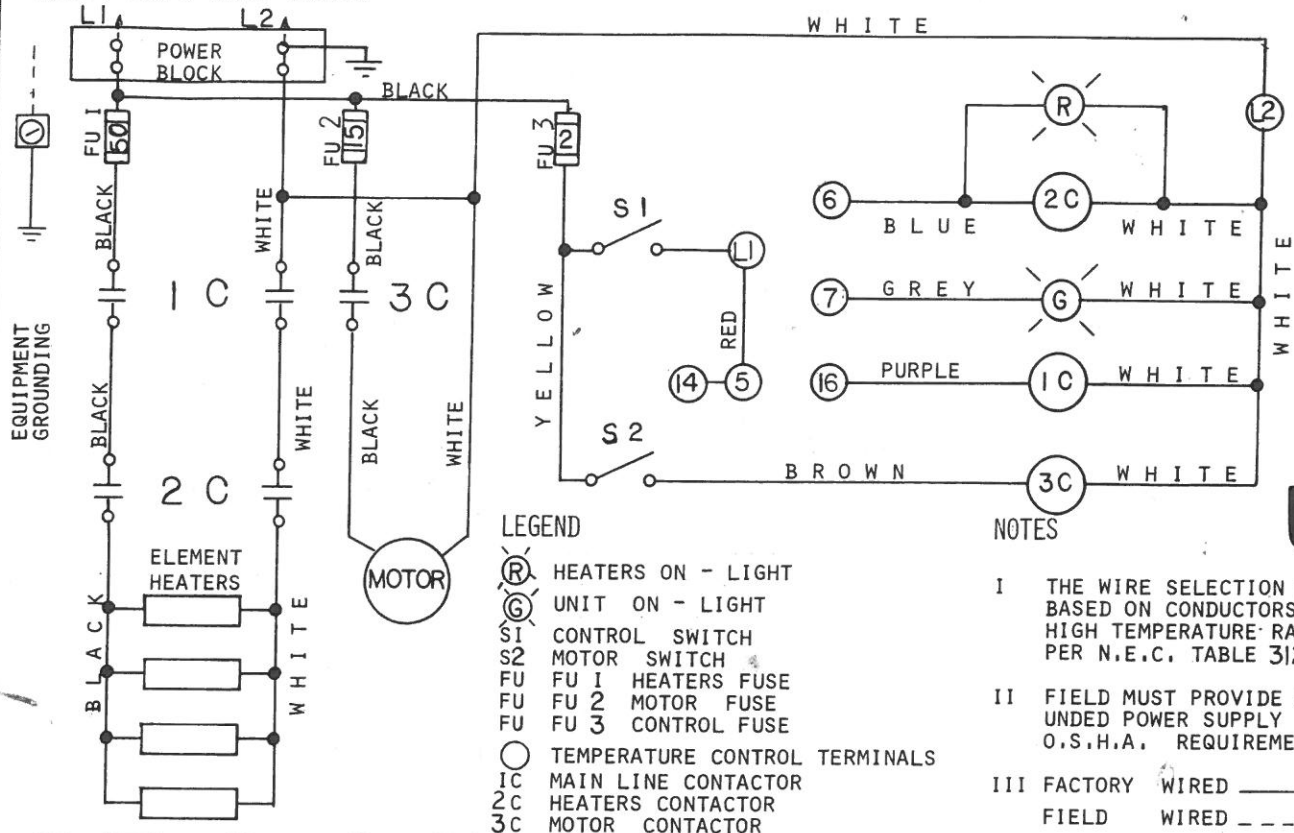 L1 L2
POWER
BLOCK
WHITE
BLACK
FU 1
50
FU 2
15
FU 3
2
R
L2
6
BLUE
2C
WHITE
S1
L1
7
GREY
G
WHITE
WHITE
BLACK
WHITE
BLACK
1C
3C
YELLOW
RED
14
5
16
PURPLE
1C
WHITE
EQUIPMENT
GROUNDING
BLACK
WHITE
BLACK
WHITE
S2
BROWN
3C
WHITE
2C
ELEMENT
HEATERS
BLACK
WHITE
MOTOR
LEGEND
R HEATERS ON - LIGHT
G UNIT ON - LIGHT
S1 CONTROL SWITCH
S2 MOTOR SWITCH
FU FU 1 HEATERS FUSE
FU FU 2 MOTOR FUSE
FU FU 3 CONTROL FUSE
TEMPERATURE CONTROL TERMINALS
1C MAIN LINE CONTACTOR
2C HEATERS CONTACTOR
3C MOTOR CONTACTOR
NOTES
I THE WIRE SELECTION
BASED ON CONDUCTORS
HIGH TEMPERATURE RA
PER N.E.C. TABLE 31
II FIELD MUST PROVIDE
UNDED POWER SUPPLY
O.S.H.A. REQUIREME
III FACTORY WIRED
FIELD WIRED